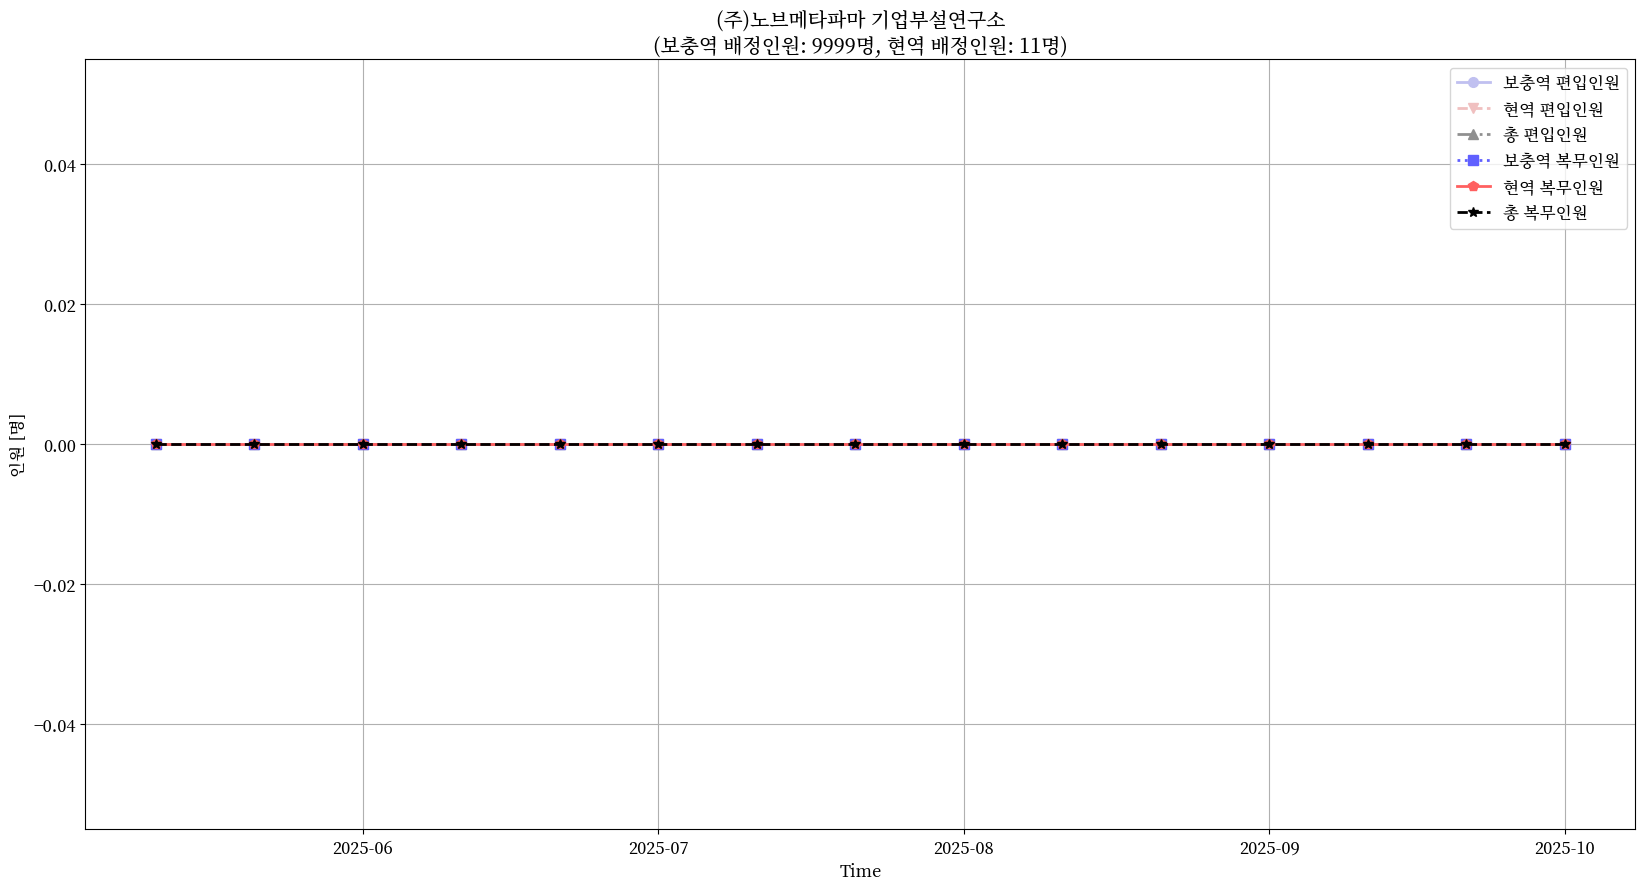 (주)노브메타파마 기업부설연구소
(보충역 배정인원: 9999명, 현역 배정인원: 11명)
보충역 편입인원
현역 편입인원
총 편입인원
보충역 복무인원
현역 복무인원
총 복무인원
인원 [명]
0.04
0.02
0.00
−0.02
−0.04
2025-06
2025-07
2025-08
2025-09
2025-10
Time